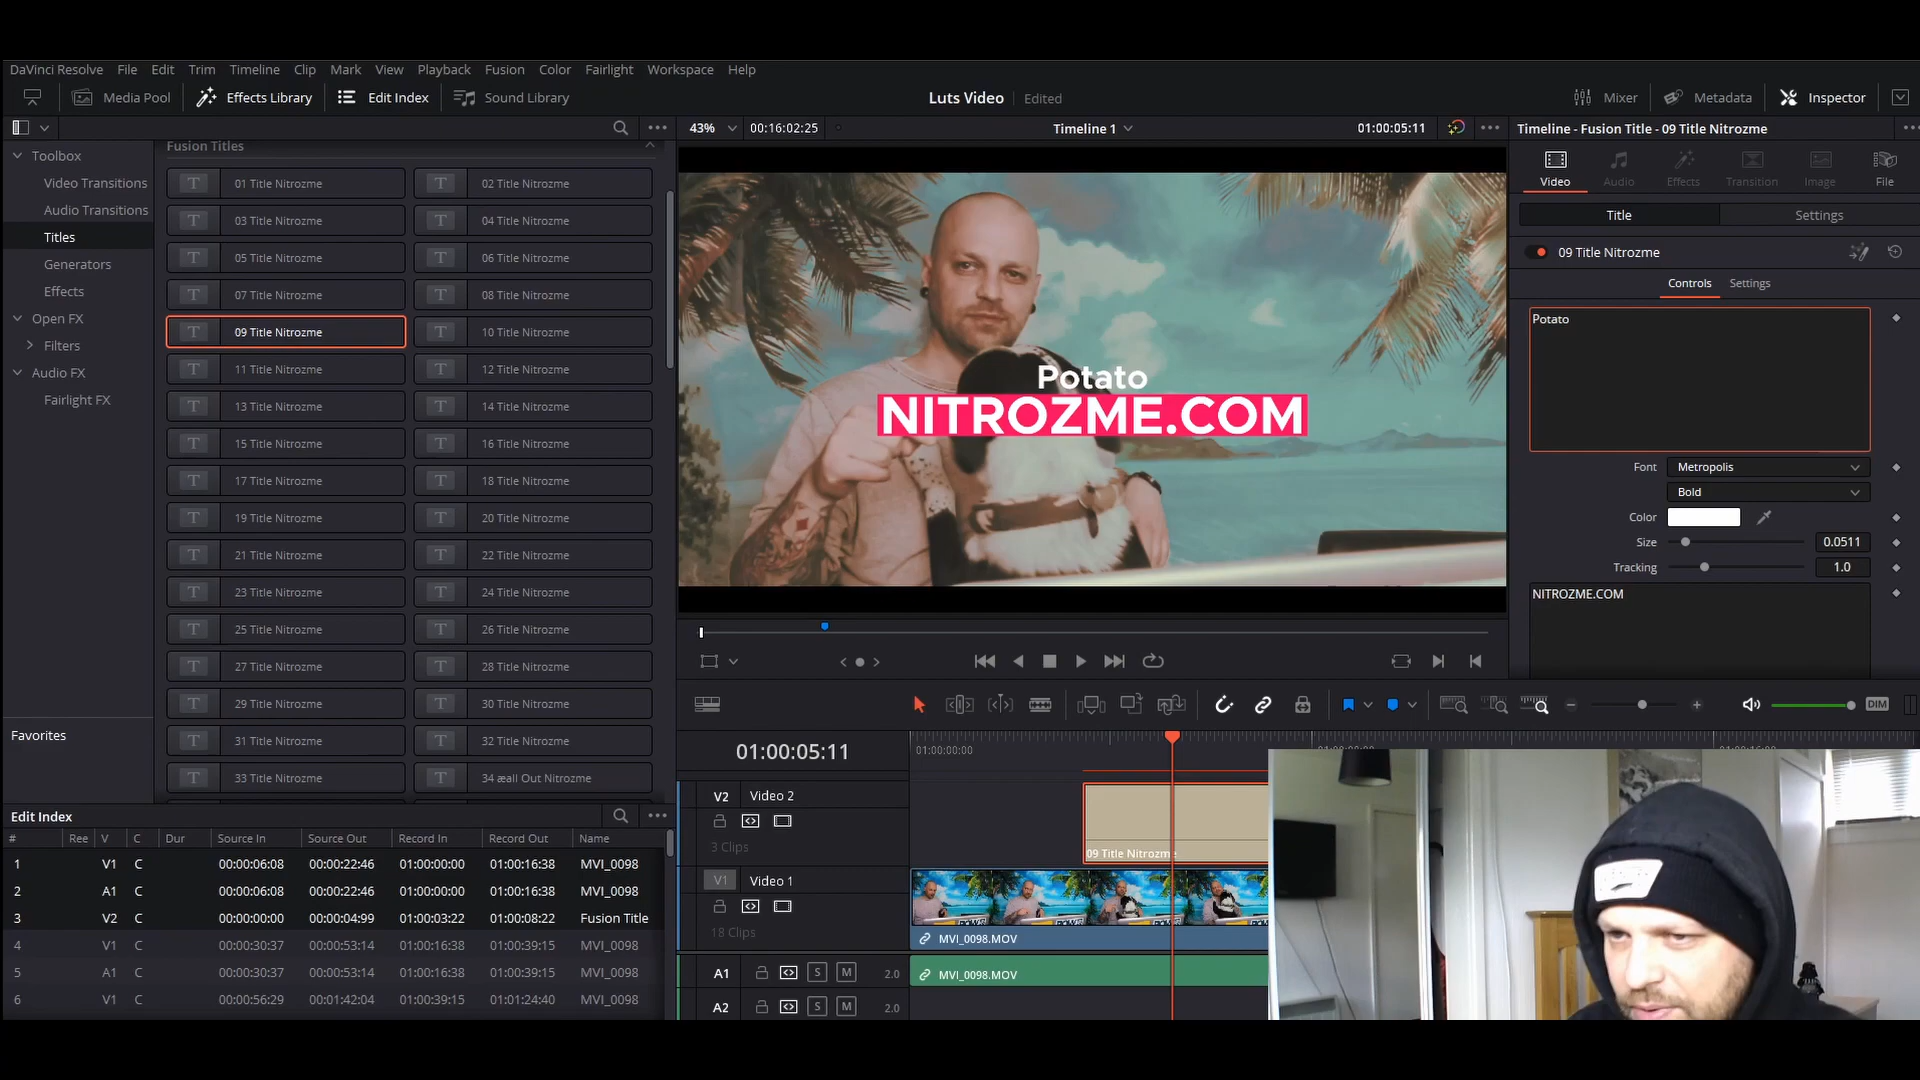 DaVinci Resolve File Edit Trim Timeline Clip Mark View Playback Fusion Color Fairlight Workspace Help
Media Pool Effects Library Edit Index Sound Library Luts Video Edited Mixer Metadata Inspector
43% 00:16:02:25 Timeline 1 01:00:05:11 Timeline - Fusion Title - 09 Title Nitrozme
Toolbox
Video Transitions
Audio Transitions
Titles
Generators
Effects
Open FX
Filters
Audio FX
Fairlight FX
Favorites
Fusion Titles
T 01 Title Nitrozme T 02 Title Nitrozme
T 03 Title Nitrozme T 04 Title Nitrozme
T 05 Title Nitrozme T 06 Title Nitrozme
T 07 Title Nitrozme T 08 Title Nitrozme
T 09 Title Nitrozme T 10 Title Nitrozme
T 11 Title Nitrozme T 12 Title Nitrozme
T 13 Title Nitrozme T 14 Title Nitrozme
T 15 Title Nitrozme T 16 Title Nitrozme
T 17 Title Nitrozme T 18 Title Nitrozme
T 19 Title Nitrozme T 20 Title Nitrozme
T 21 Title Nitrozme T 22 Title Nitrozme
T 23 Title Nitrozme T 24 Title Nitrozme
T 25 Title Nitrozme T 26 Title Nitrozme
T 27 Title Nitrozme T 28 Title Nitrozme
T 29 Title Nitrozme T 30 Title Nitrozme
T 31 Title Nitrozme T 32 Title Nitrozme
T 33 Title Nitrozme T 34 æall Out Nitrozme
Potato
NITROZME.COM
Video Audio Effects Transition Image File
Title Settings
09 Title Nitrozme
Controls Settings
Potato
Font Metropolis
Bold
Color
Size 0.0511
Tracking 1.0
NITROZME.COM
DIM
Edit Index
# Ree V C Dur Source In Source Out Record In Record Out Name
1 V1 C 00:00:06:08 00:00:22:46 01:00:00:00 01:00:16:38 MVI_0098
2 A1 C 00:00:06:08 00:00:22:46 01:00:00:00 01:00:16:38 MVI_0098
3 V2 C 00:00:00:00 00:00:04:99 01:00:03:22 01:00:08:22 Fusion Title
4 V1 C 00:00:30:37 00:00:53:14 01:00:16:38 01:00:39:15 MVI_0098
5 A1 C 00:00:30:37 00:00:53:14 01:00:16:38 01:00:39:15 MVI_0098
6 V1 C 00:00:56:29 00:01:42:04 01:00:39:15 01:01:24:40 MVI_0098
01:00:05:11 01:00:00:00
V2 Video 2
3 Clips
09 Title Nitrozme
V1 Video 1
18 Clips
MVI_0098.MOV
A1 S M 2.0 MVI_0098.MOV
A2 S M 2.0